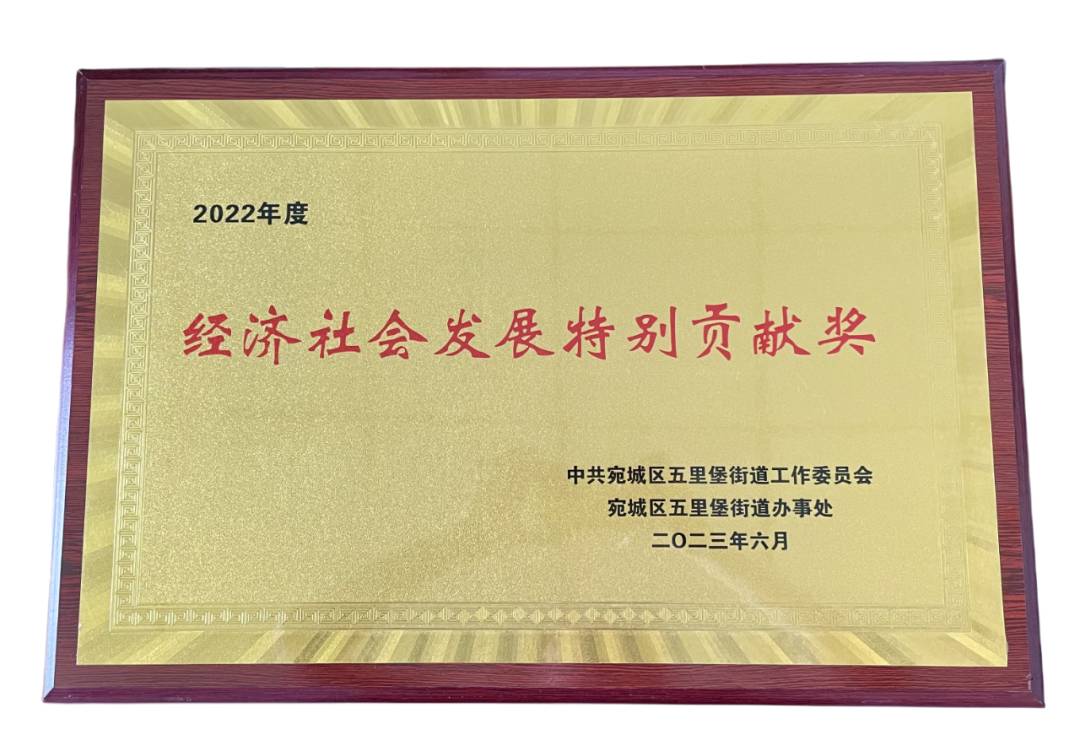 2022年度
经济社会发展特别贡献奖
中共宛城区五里堡街道工作委员会
宛城区五里堡街道办事处
二〇二三年六月